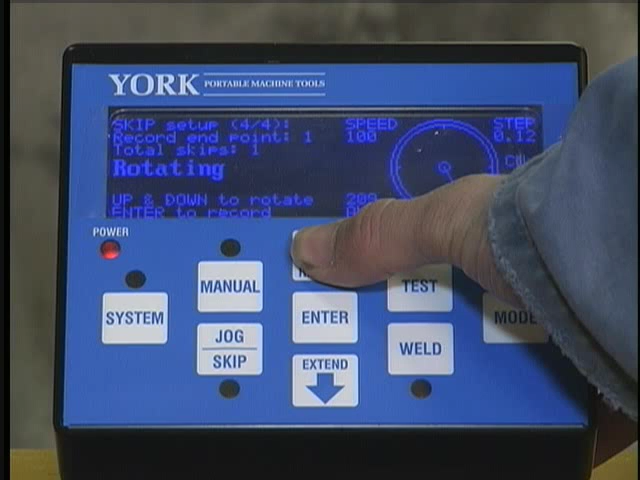 YORK PORTABLE MACHINE TOOLS
SKIP setup (4/4): SPEED STEP
Record end point: 1 100 0.12
Total skips: 1
Rotating
UP & DOWN to rotate
ENTER to record
POWER
MANUAL TEST
SYSTEM ENTER MODE
JOG
SKIP
WELD
EXTEND